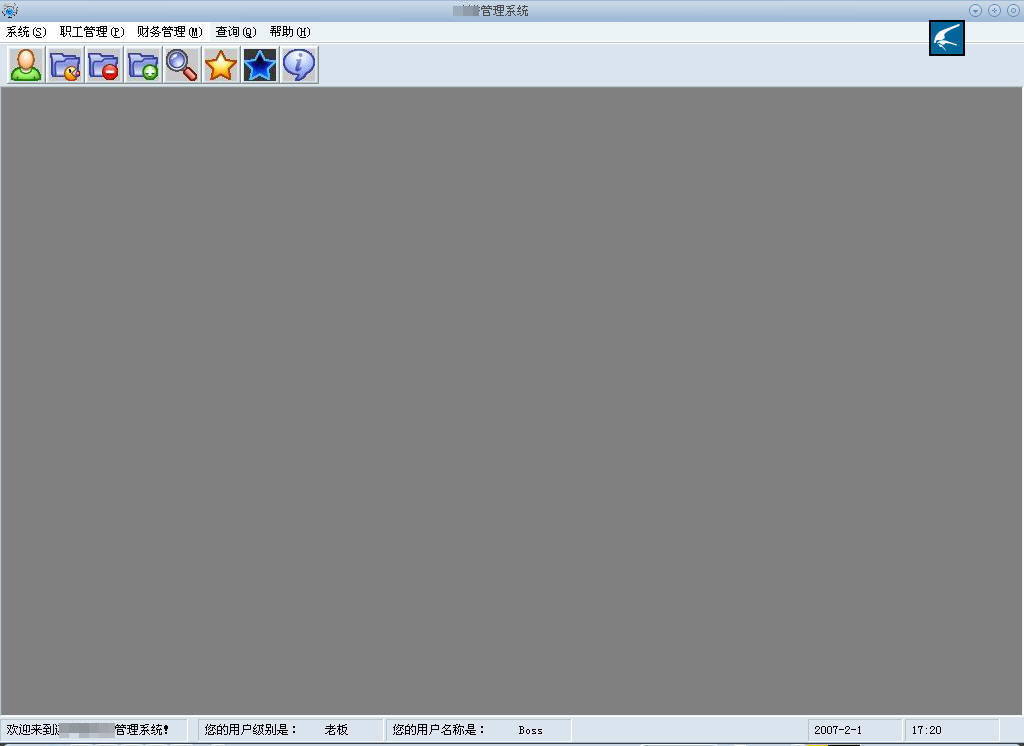 管理系统
系统(S) 职工管理(P) 财务管理(M) 查询(Q) 帮助(H)
欢迎来到 管理系统! 您的用户级别是： 老板 您的用户名称是： Boss 2007-2-1 17:20